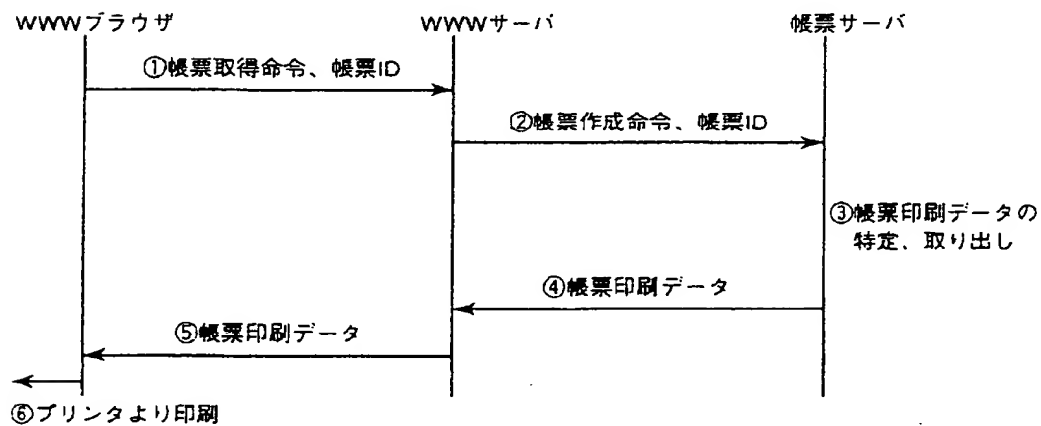 WWWブラウザ
WWWサーバ
帳票サーバ
①帳票取得命令、帳票ID
②帳票作成命令、帳票ID
③帳票印刷データの
特定、取り出し
④帳票印刷データ
⑤帳票印刷データ
⑥プリンタより印刷